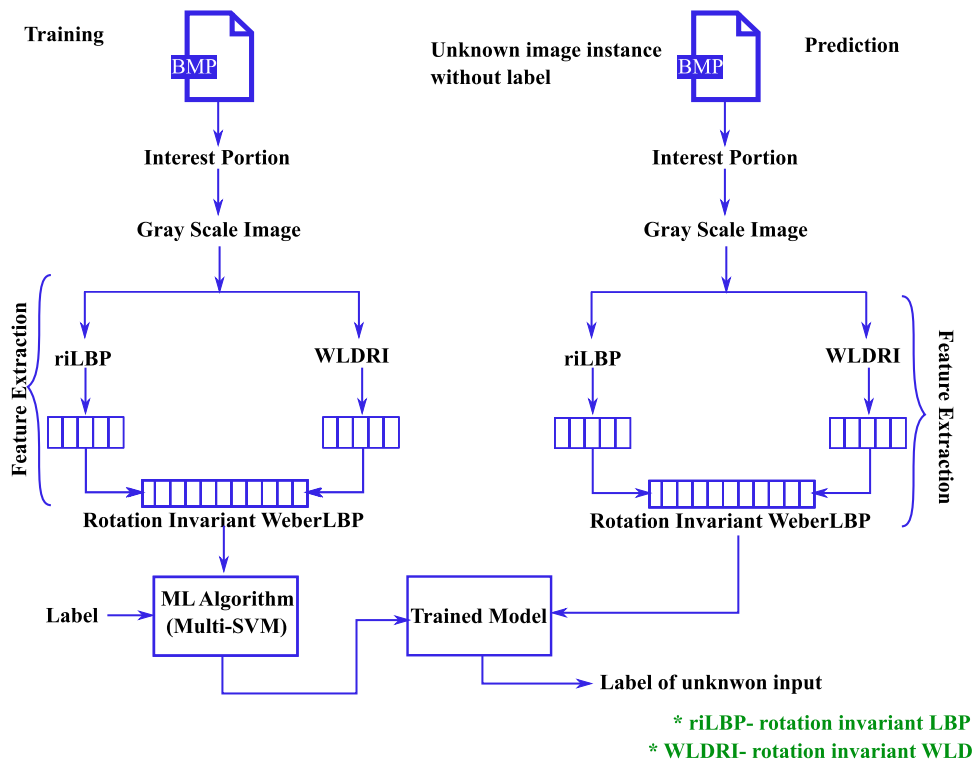 Training
BMP
Interest Portion
Gray Scale Image
Feature Extraction
riLBP
WLDRI
Rotation Invariant WeberLBP
Label
ML Algorithm
(Multi-SVM)
Unknown image instance
without label
BMP
Prediction
Interest Portion
Gray Scale Image
riLBP
WLDRI
Feature Extraction
Rotation Invariant WeberLBP
Trained Model
Label of unknwon input
* riLBP- rotation invariant LBP
* WLDRI- rotation invariant WLD